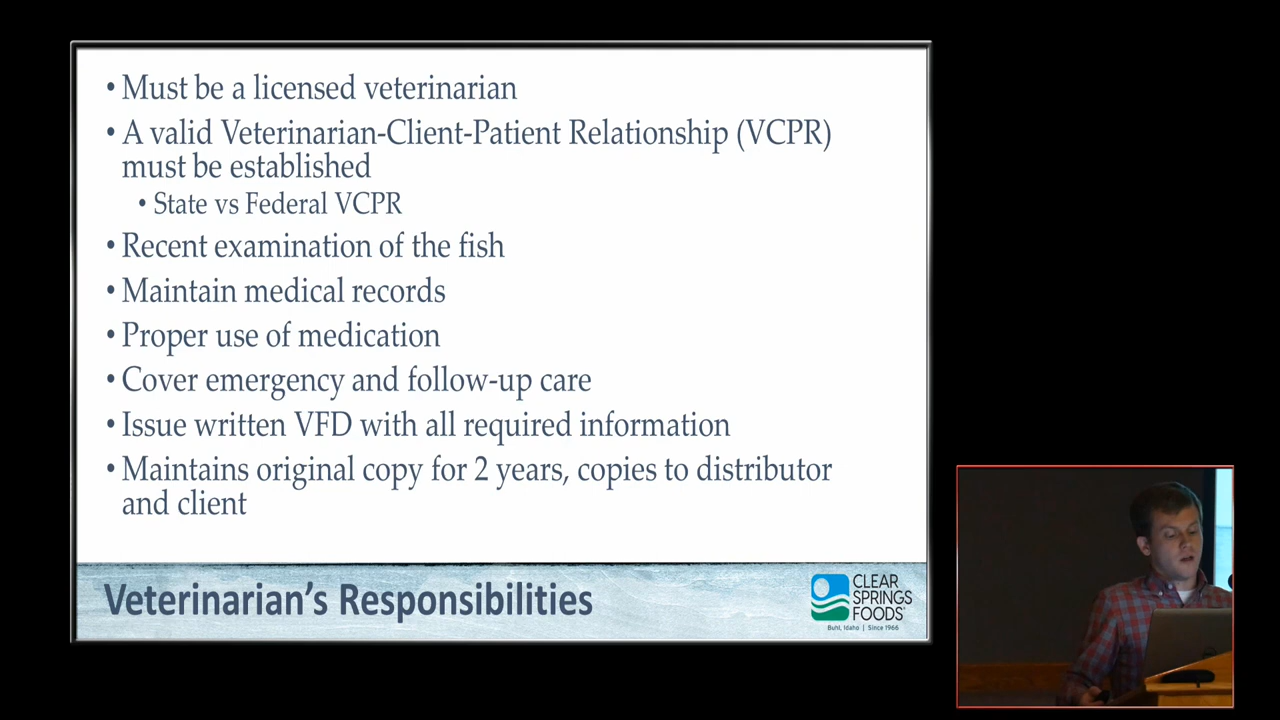 • Must be a licensed veterinarian
• A valid Veterinarian-Client-Patient Relationship (VCPR)
must be established
• State vs Federal VCPR
• Recent examination of the fish
• Maintain medical records
• Proper use of medication
• Cover emergency and follow-up care
• Issue written VFD with all required information
• Maintains original copy for 2 years, copies to distributor
and client
Veterinarian's Responsibilities
CLEAR
SPRINGS
FOODS
Buhl, Idaho | Since 1966